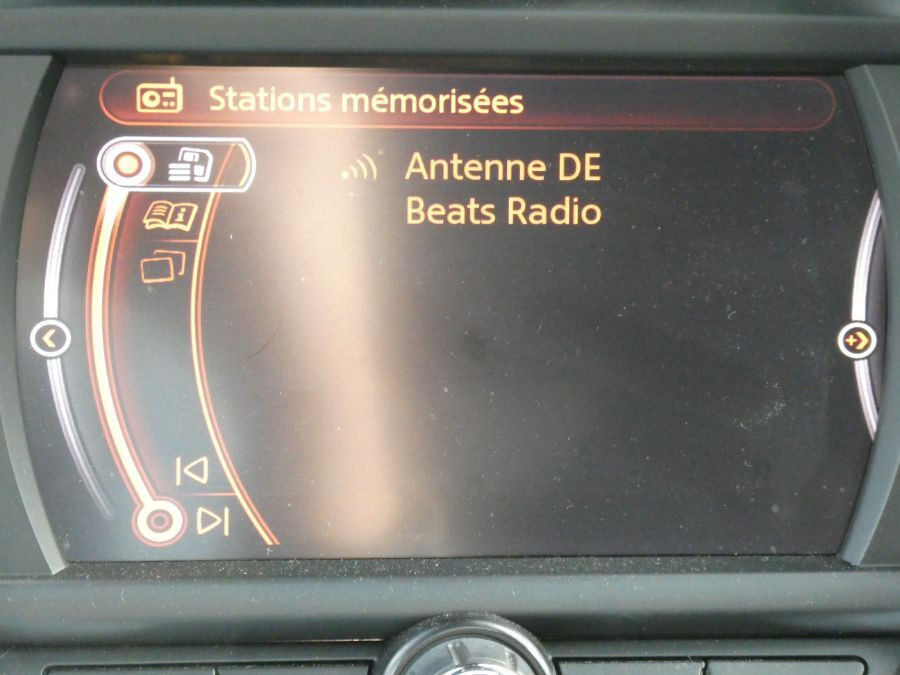 Stations mémorisées
Antenne DE
Beats Radio